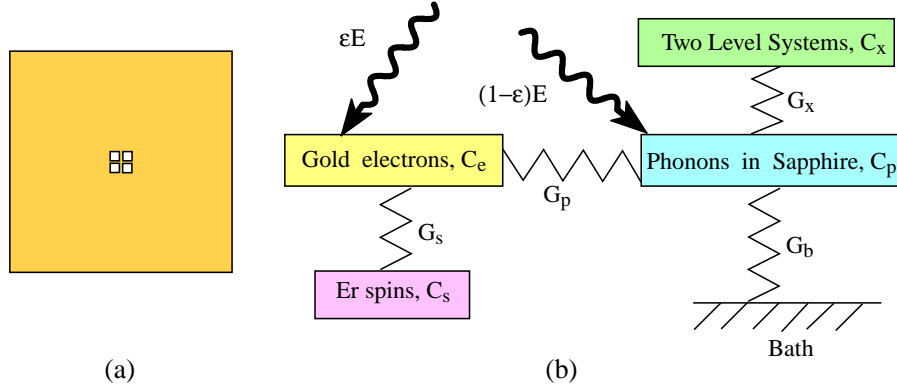 εE
(1–ε)E
Two Level Systems, Cx
Gx
Gold electrons, Ce
Phonons in Sapphire, Cp
Gp
Gs
Gb
Er spins, Cs
Bath
(a)
(b)